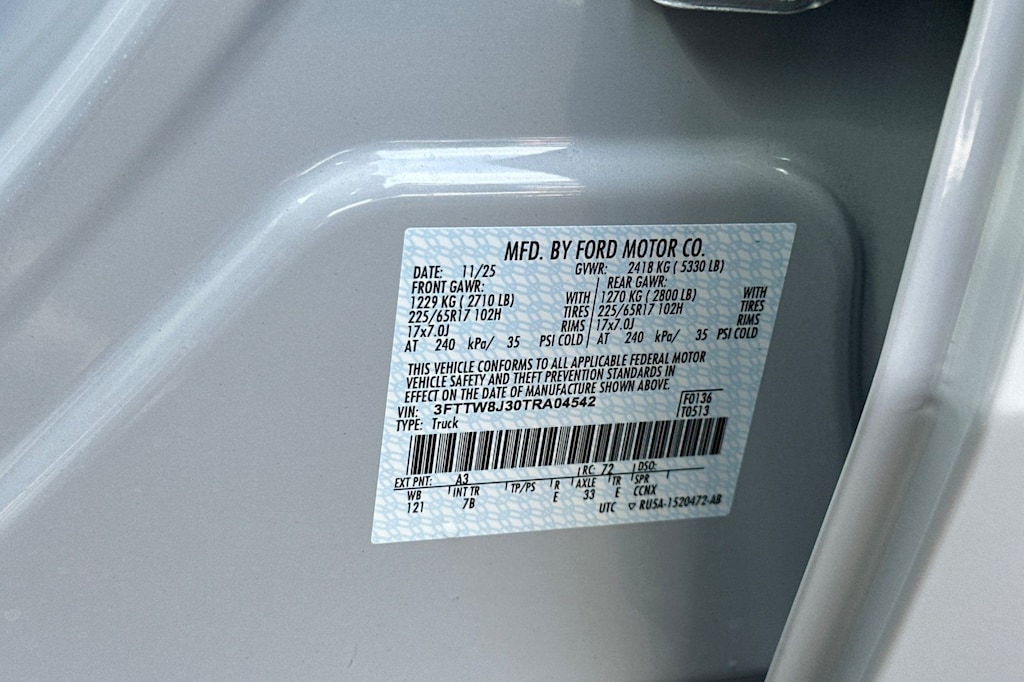 MFD. BY FORD MOTOR CO.
DATE: 11/25 GVWR: 2418 KG ( 5330 LB)
FRONT GAWR: REAR GAWR:
1229 KG ( 2710 LB) WITH 1270 KG ( 2800 LB) WITH
225/65R17 102H TIRES 225/65R17 102H TIRES
17x7.0J RIMS 17x7.0J RIMS
AT 240 kPa/ 35 PSI COLD AT 240 kPa/ 35 PSI COLD
THIS VEHICLE CONFORMS TO ALL APPLICABLE FEDERAL MOTOR
VEHICLE SAFETY AND THEFT PREVENTION STANDARDS IN
EFFECT ON THE DATE OF MANUFACTURE SHOWN ABOVE.
VIN: 3FTTW8J30TRA04542 F0136
TYPE: Truck T0513
EXT PNT: A3 RC: 72 DSO:
WB INT TR TP/PS R AXLE TR SPR
121 7B E 33 E CCNX
UTC ▽ RUSA-1520472-AB